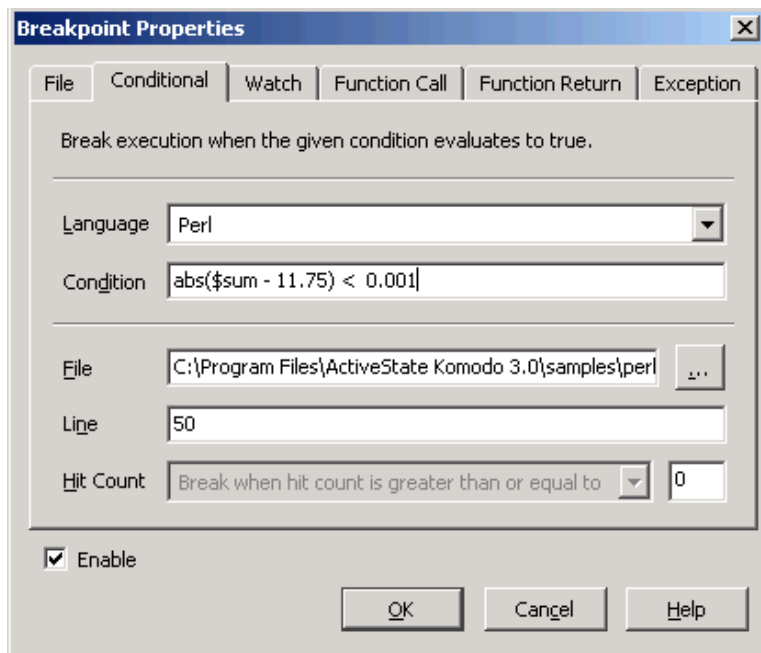 Breakpoint Properties
File Conditional Watch Function Call Function Return Exception
Break execution when the given condition evaluates to true.
Language Perl
Condition abs($sum - 11.75) <  0.001
File C:\Program Files\ActiveState Komodo 3.0\samples\perl ...
Line 50
Hit Count Break when hit count is greater than or equal to 0
Enable
OK Cancel Help